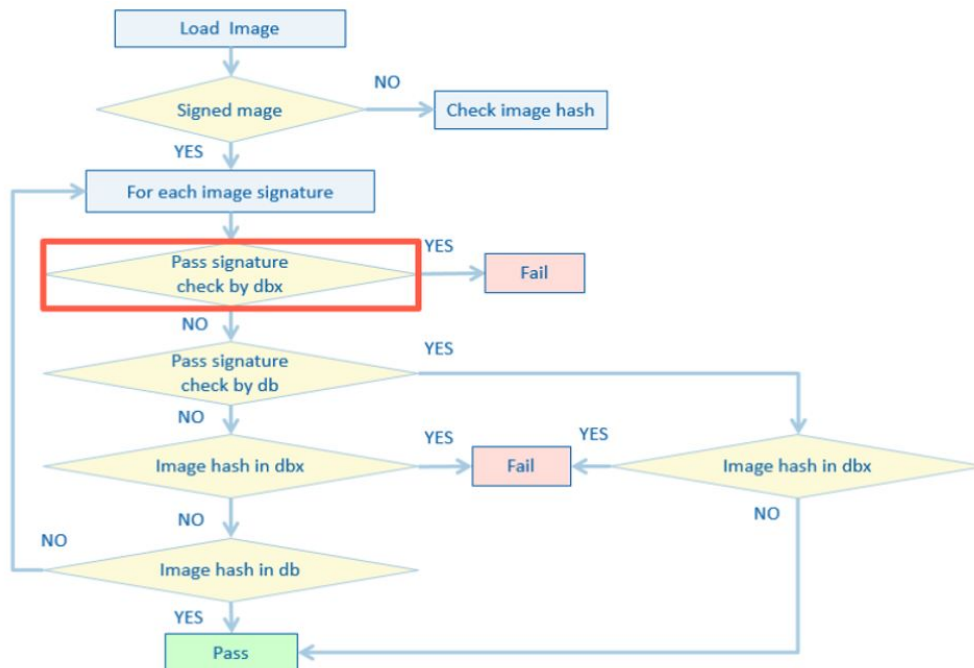 Load Image
NO
Signed mage
Check image hash
YES
For each image signature
YES
Pass signature
check by dbx
Fail
NO
YES
Pass signature
check by db
NO
YES
YES
Image hash in dbx
Fail
Image hash in dbx
NO
NO
NO
Image hash in db
YES
Pass